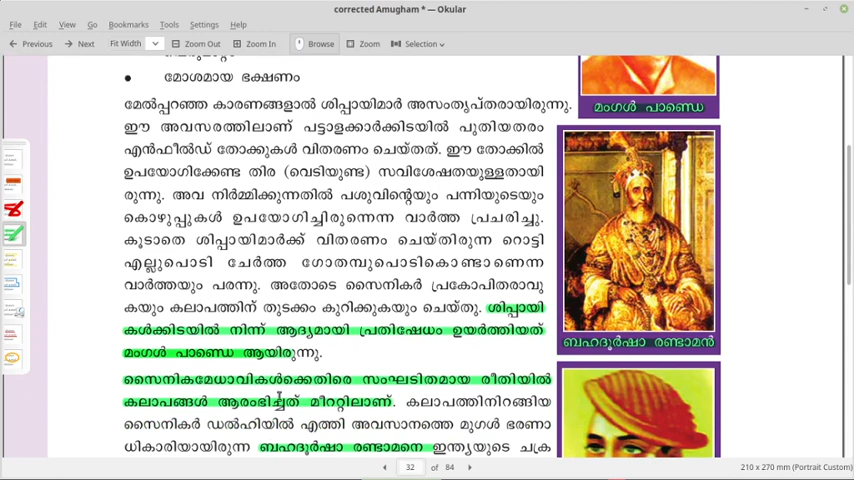 corrected Amugham * — Okular
File Edit View Go Bookmarks Tools Settings Help
Previous Next Fit Width Zoom Out Zoom In Browse Zoom Selection
• മോശമായ ഭക്ഷണം
മേൽപ്പറഞ്ഞ കാരണങ്ങളാൽ ശിപ്പായിമാർ അസംതൃപ്തരായിരുന്നു.
ഈ അവസരത്തിലാണ് പട്ടാളക്കാർക്കിടയിൽ പുതിയതരം
എൻഫീൽഡ് തോക്കുകൾ വിതരണം ചെയ്തത്. ഈ തോക്കിൽ
ഉപയോഗിക്കേണ്ട തിര (വെടിയുണ്ട) സവിശേഷതയുള്ളതായി
രുന്നു. അവ നിർമ്മിക്കുന്നതിൽ പശുവിന്റെയും പന്നിയുടെയും
കൊഴുപ്പുകൾ ഉപയോഗിച്ചിരുന്നെന്ന വാർത്ത പ്രചരിച്ചു.
കൂടാതെ ശിപ്പായിമാർക്ക് വിതരണം ചെയ്തിരുന്ന റൊട്ടി
എല്ലുപൊടി ചേർത്ത ഗോതമ്പുപൊടികൊണ്ടാണെന്ന
വാർത്തയും പരന്നു. അതോടെ സൈനികർ പ്രകോപിതരാവു
കയും കലാപത്തിന് തുടക്കം കുറിക്കുകയും ചെയ്തു. ശിപ്പായി
കൾക്കിടയിൽ നിന്ന് ആദ്യമായി പ്രതിഷേധം ഉയർത്തിയത്
മംഗൾ പാണ്ഡെ ആയിരുന്നു.
സൈനികമേധാവികൾക്കെതിരെ സംഘടിതമായ രീതിയിൽ
കലാപങ്ങൾ ആരംഭിച്ചത് മീററ്റിലാണ്. കലാപത്തിനിറങ്ങിയ
സൈനികർ ഡൽഹിയിൽ എത്തി അവസാനത്തെ മുഗൾ ഭരണാ
ധികാരിയായിരുന്ന ബഹദൂർഷാ രണ്ടാമനെ ഇന്ത്യയുടെ ചക്ര
മംഗൾ പാണ്ഡെ
ബഹദൂർഷാ രണ്ടാമൻ
32 of 84
210 x 270 mm (Portrait Custom)